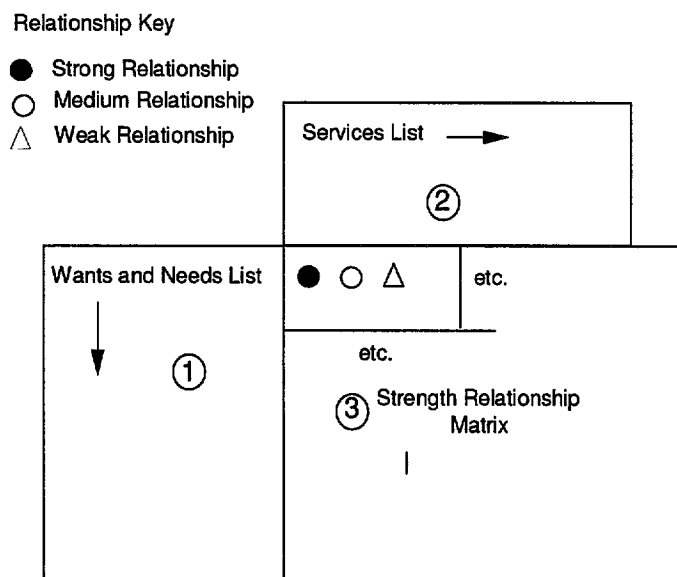 Relationship Key
Strong Relationship
Medium Relationship
Weak Relationship
Services List
2
Wants and Needs List
etc.
etc.
1
3 Strength Relationship
Matrix